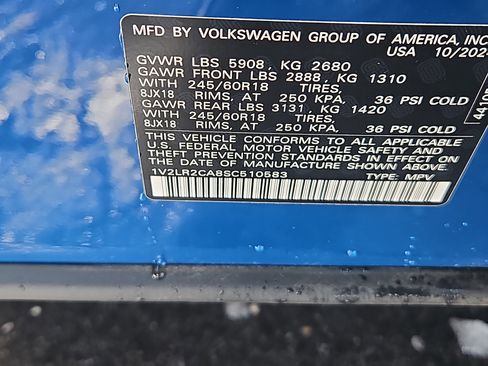 MFD BY VOLKSWAGEN GROUP OF AMERICA, INC.
USA 10/202
GVWR LBS 5908, KG 2680
GAWR FRONT LBS 2888, KG 1310
WITH 245/60R18 TIRES,
8JX18 RIMS, AT 250 KPA, 36 PSI COLD
GAWR REAR LBS 3131, KG 1420
WITH 245/60R18 TIRES,
8JX18 RIMS, AT 250 KPA, 36 PSI COLD
THIS VEHICLE CONFORMS TO ALL APPLICABLE
U.S. FEDERAL MOTOR VEHICLE SAFETY AND
THEFT PREVENTION STANDARDS IN EFFECT ON THE
DATE OF MANUFACTURE SHOWN ABOVE.
1V2LR2CA8SC510583 TYPE: MPV